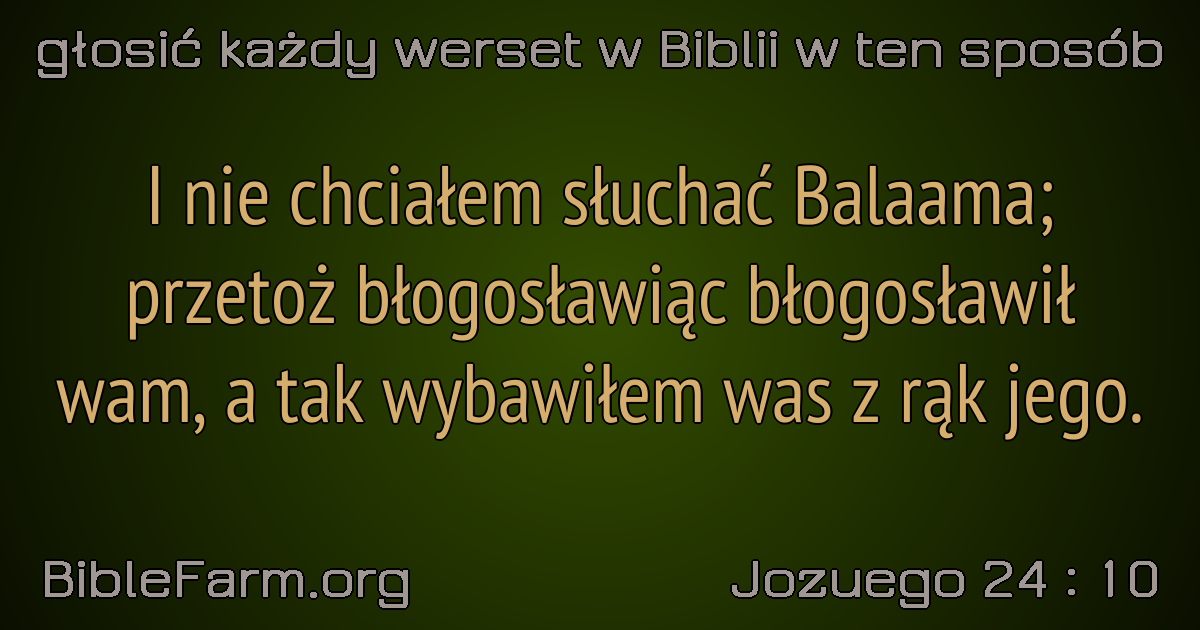 głosić każdy werset w Biblii w ten sposób
I nie chciałem słuchać Balaama;
przetoż błogosławiąc błogosławił
wam, a tak wybawiłem was z rąk jego.
BibleFarm.org
Jozuego 24 : 10